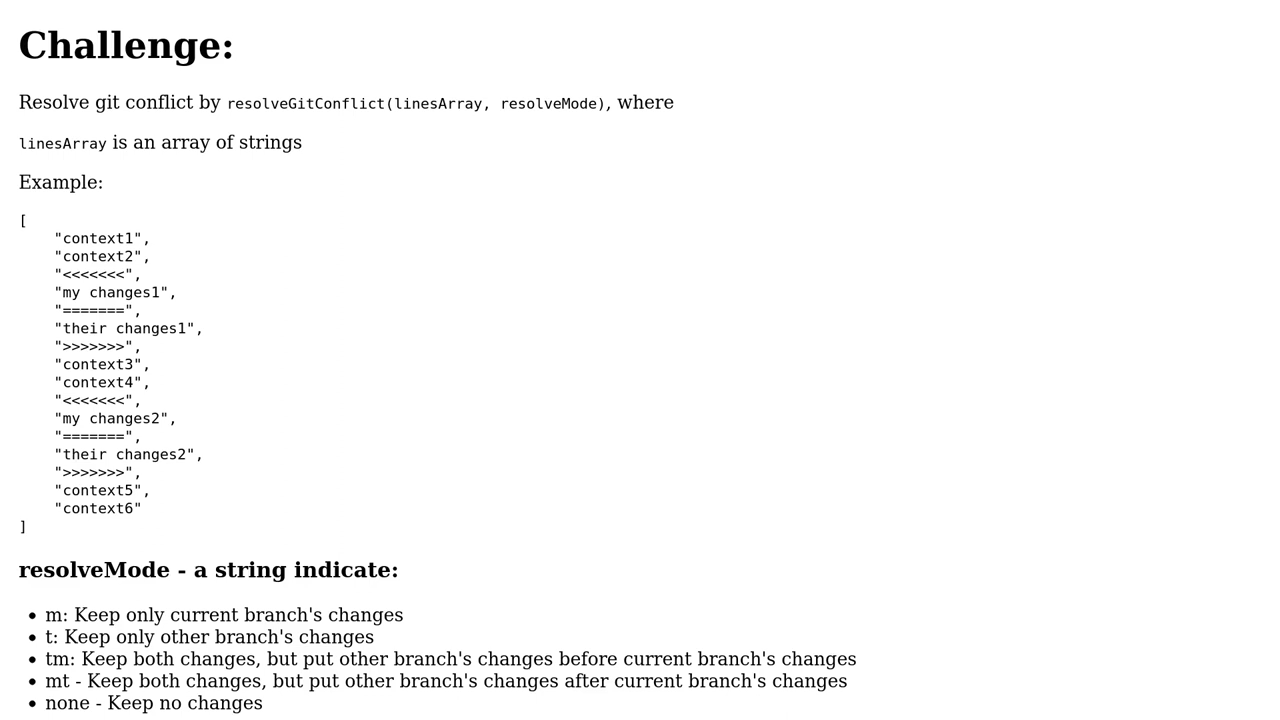 Challenge:
Resolve git conflict by resolveGitConflict(linesArray, resolveMode), where
linesArray is an array of strings
Example:
[
    "context1",
    "context2",
    "<<<<<<<",
    "my changes1",
    "=======",
    "their changes1",
    ">>>>>>>",
    "context3",
    "context4",
    "<<<<<<<",
    "my changes2",
    "=======",
    "their changes2",
    ">>>>>>>",
    "context5",
    "context6"
]
resolveMode - a string indicate:
• m: Keep only current branch's changes
• t: Keep only other branch's changes
• tm: Keep both changes, but put other branch's changes before current branch's changes
• mt - Keep both changes, but put other branch's changes after current branch's changes
• none - Keep no changes